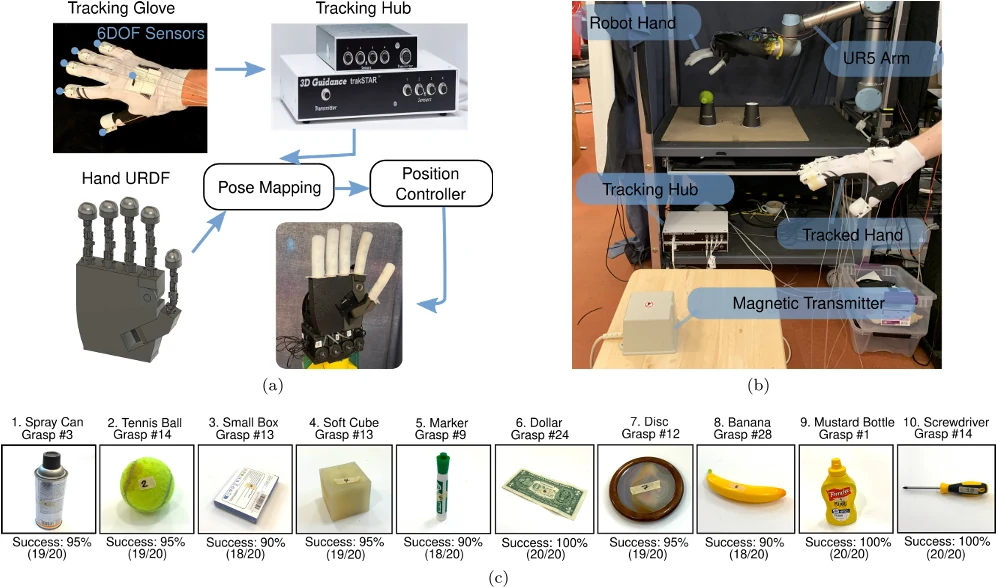 Tracking Glove
6DOF Sensors
Tracking Hub
3D Guidance trakSTAR
Transmitter
Sensors
Hand URDF
Pose Mapping
Position
Controller
(a)
Robot Hand
UR5 Arm
Tracking Hub
Tracked Hand
Magnetic Transmitter
(b)
1. Spray Can
Grasp #3
Success: 95%
(19/20)
2. Tennis Ball
Grasp #14
2
Success: 95%
(19/20)
3. Small Box
Grasp #13
Success: 90%
(18/20)
4. Soft Cube
Grasp #13
Success: 95%
(19/20)
5. Marker
Grasp #9
Success: 90%
(18/20)
6. Dollar
Grasp #24
Success: 100%
(20/20)
7. Disc
Grasp #12
Success: 95%
(19/20)
8. Banana
Grasp #28
Success: 90%
(18/20)
9. Mustard Bottle
Grasp #1
Success: 100%
(20/20)
10. Screwdriver
Grasp #14
Success: 100%
(20/20)
(c)